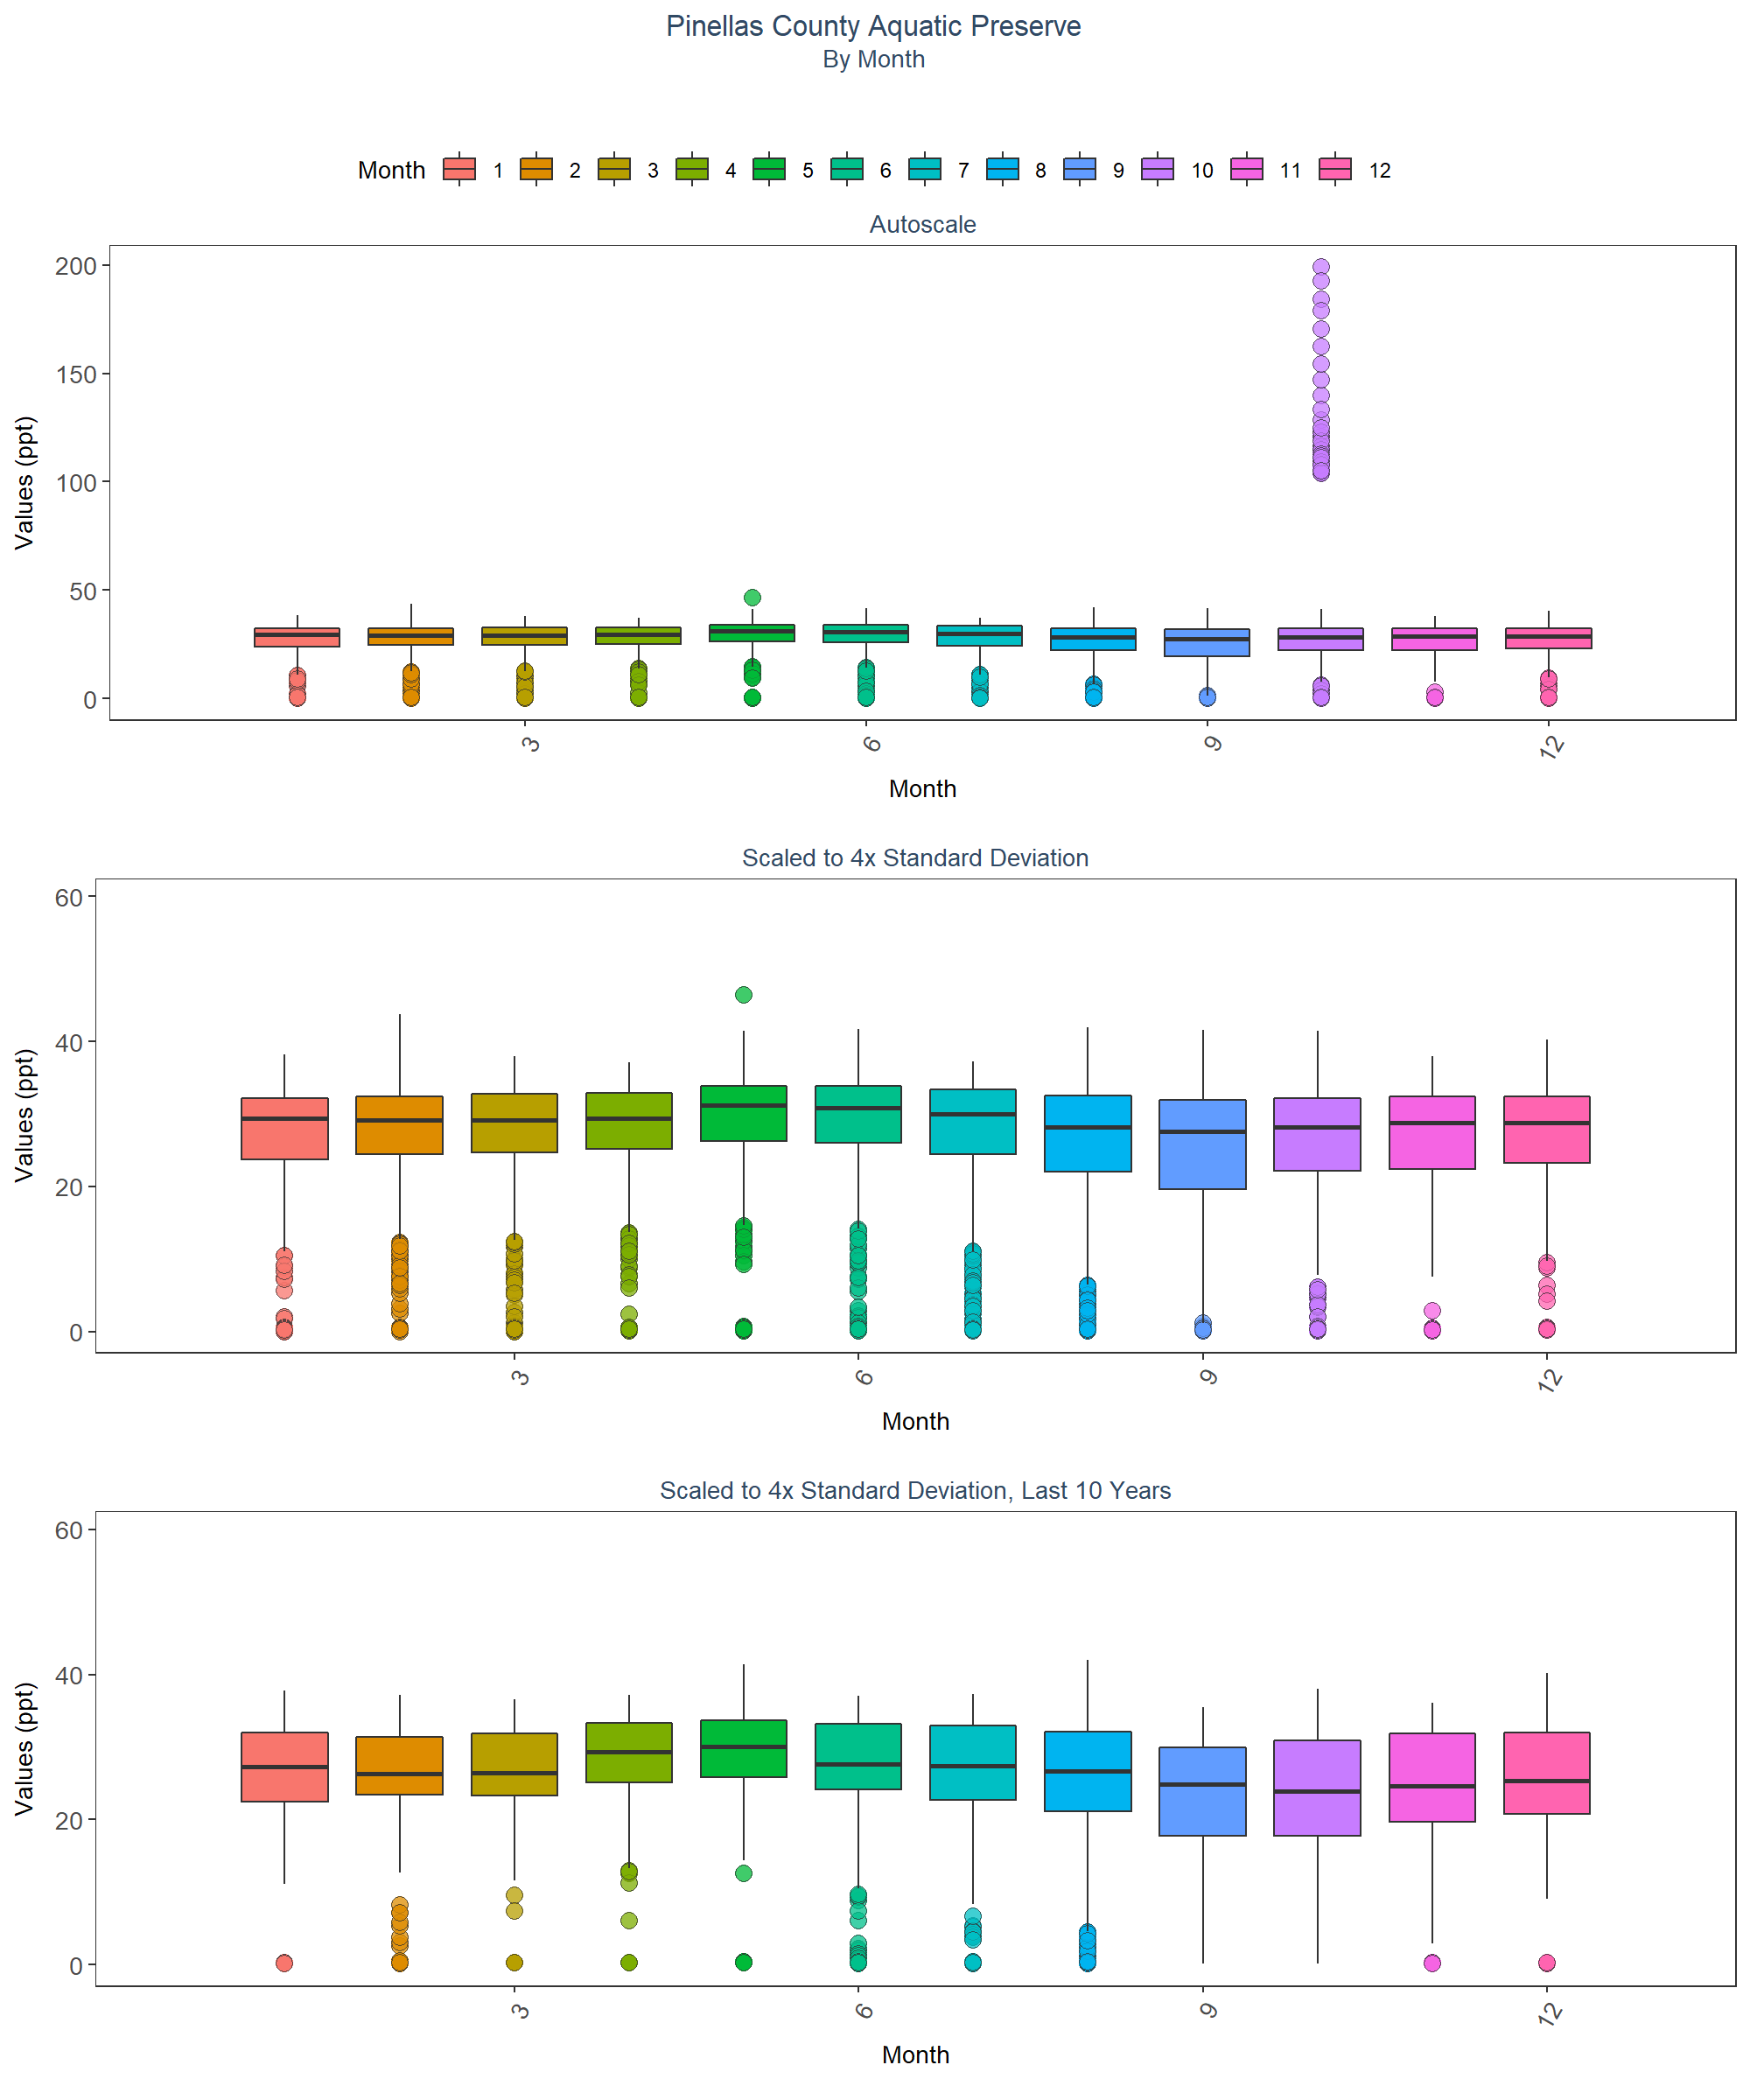 Pinellas County Aquatic Preserve
By Month
Month 1 2 3 4 5 6 7 8 9 10 11 12
Autoscale
Values (ppt)
200
150
100
50
0
3 6 9 12
Month
Scaled to 4x Standard Deviation
Values (ppt)
60
40
20
0
3 6 9 12
Month
Scaled to 4x Standard Deviation, Last 10 Years
Values (ppt)
60
40
20
0
3 6 9 12
Month